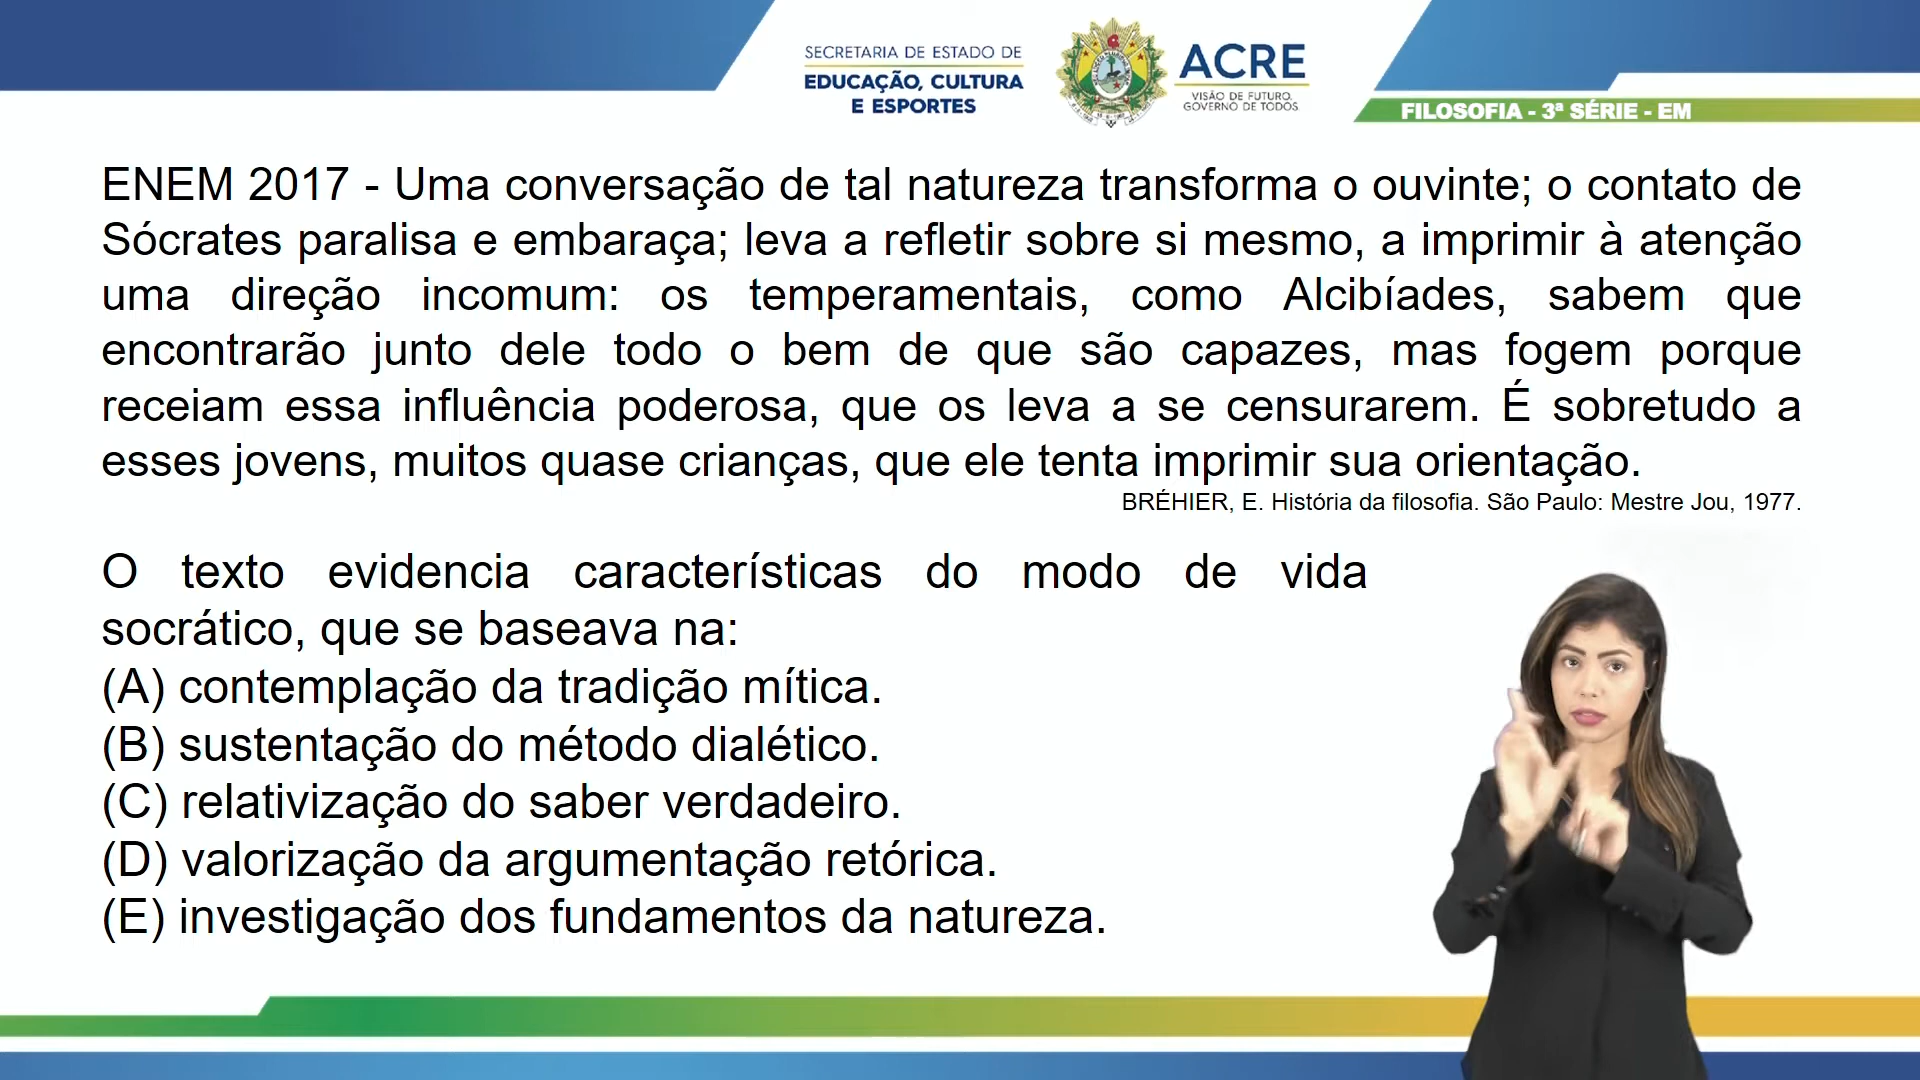 SECRETARIA DE ESTADO DE
EDUCAÇÃO, CULTURA
E ESPORTES
ACRE
VISÃO DE FUTURO.
GOVERNO DE TODOS.
FILOSOFIA - 3ª SÉRIE - EM
ENEM 2017 - Uma conversação de tal natureza transforma o ouvinte; o contato de
Sócrates paralisa e embaraça; leva a refletir sobre si mesmo, a imprimir à atenção
uma direção incomum: os temperamentais, como Alcibíades, sabem que
encontrarão junto dele todo o bem de que são capazes, mas fogem porque
receiam essa influência poderosa, que os leva a se censurarem. É sobretudo a
esses jovens, muitos quase crianças, que ele tenta imprimir sua orientação.
BRÉHIER, E. História da filosofia. São Paulo: Mestre Jou, 1977.
O texto evidencia características do modo de vida
socrático, que se baseava na:
(A) contemplação da tradição mítica.
(B) sustentação do método dialético.
(C) relativização do saber verdadeiro.
(D) valorização da argumentação retórica.
(E) investigação dos fundamentos da natureza.